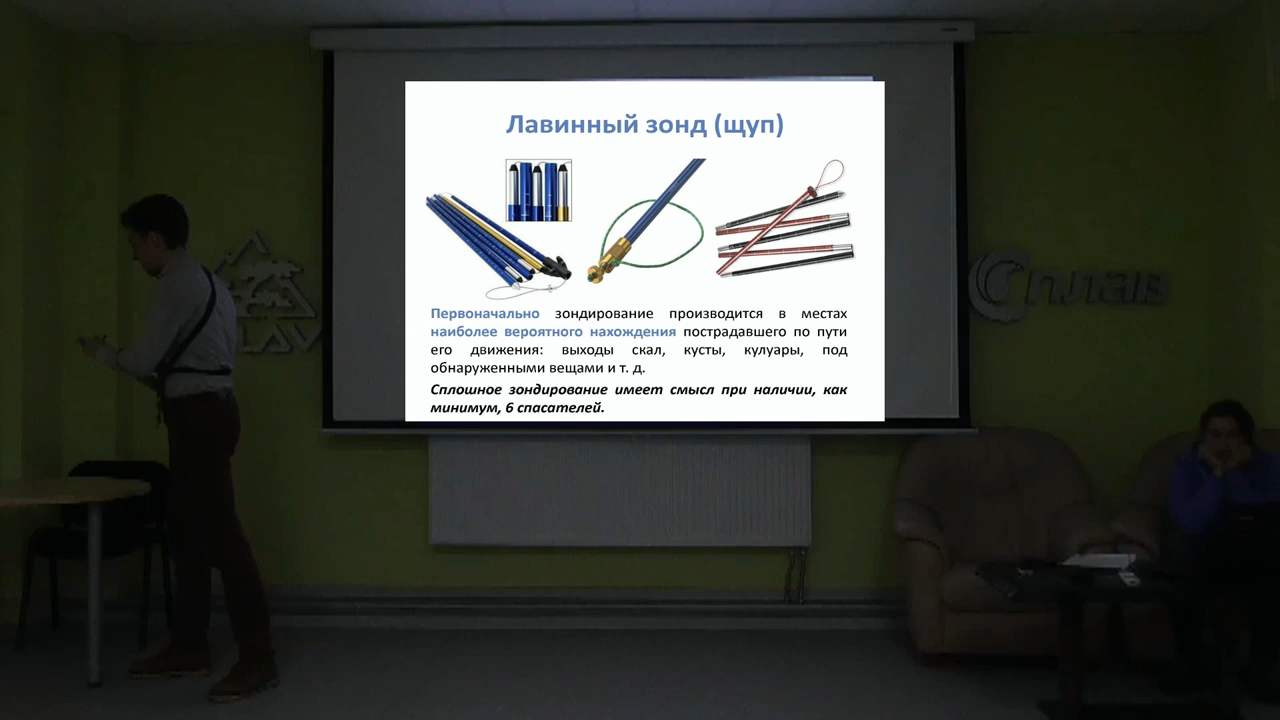 Лавинный зонд (щуп)
Первоначально зондирование производится в местах
наиболее вероятного нахождения пострадавшего по пути
его движения: выходы скал, кусты, кулуары, под
обнаруженными вещами и т. д.
Сплошное зондирование имеет смысл при наличии, как
минимум, 6 спасателей.
Сплав